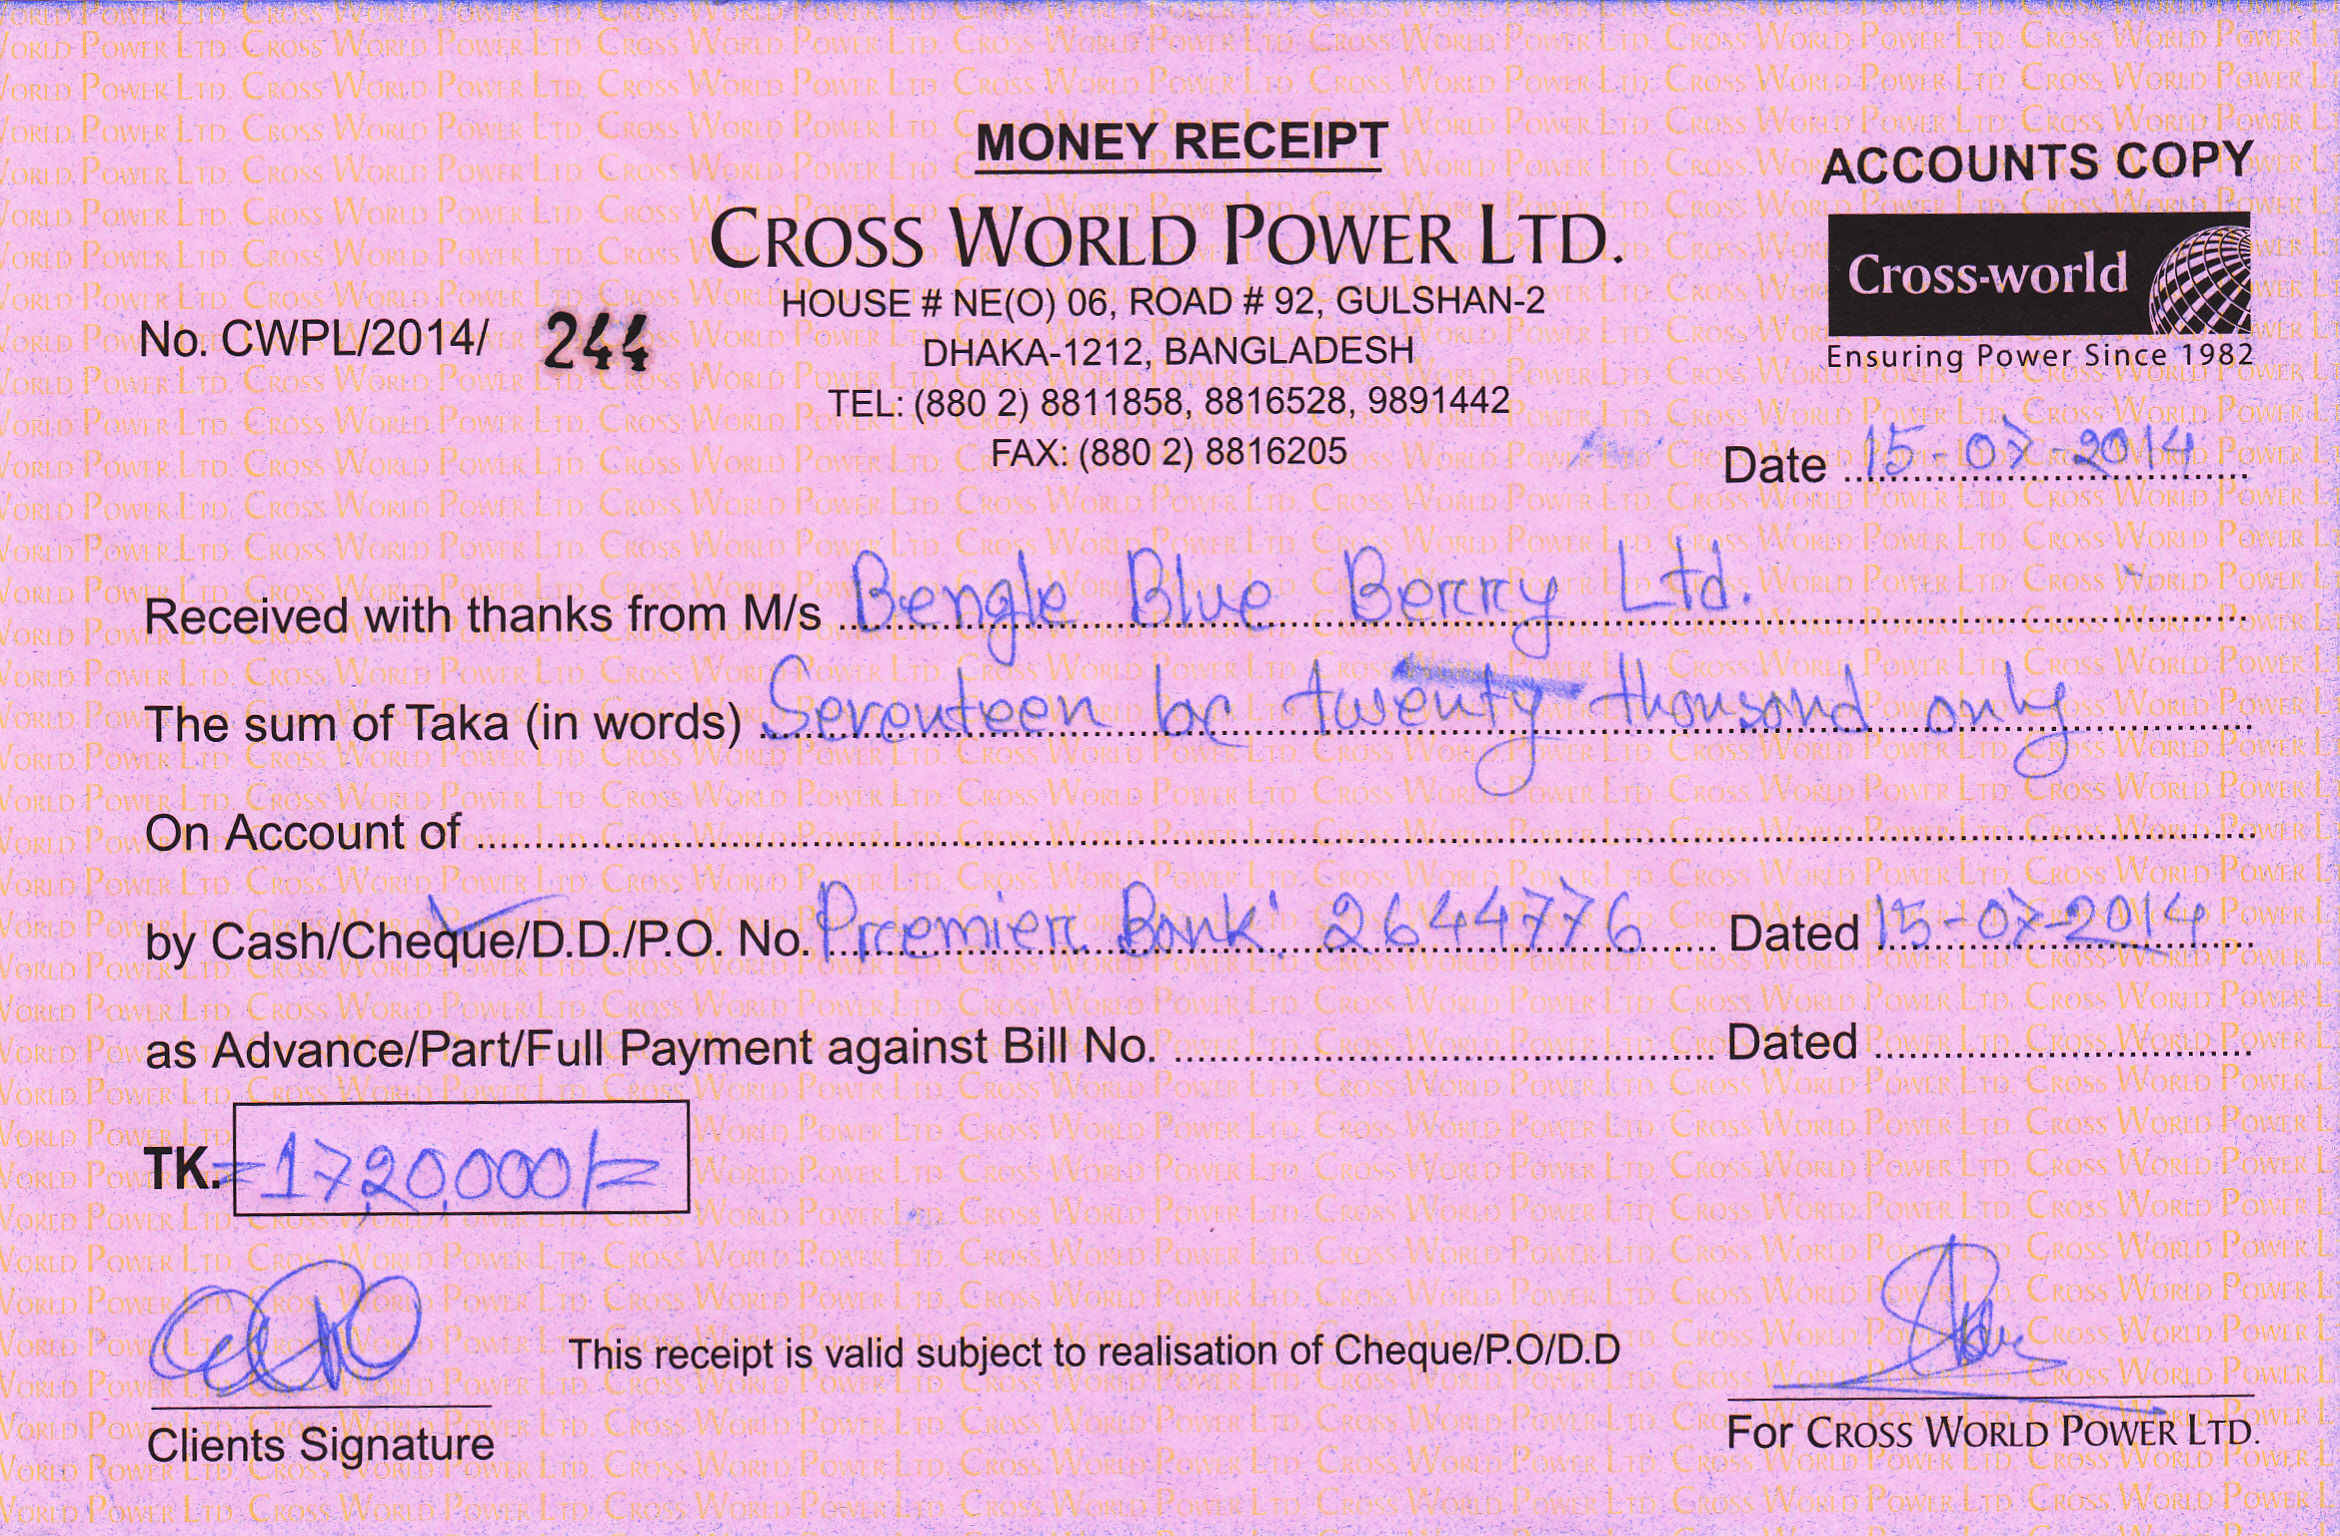 MONEY RECEIPT
ACCOUNTS COPY
CROSS WORLD POWER LTD.
Cross-world
Ensuring Power Since 1982
HOUSE # NE(O) 06, ROAD # 92, GULSHAN-2
No. CWPL/2014/ 244
DHAKA-1212, BANGLADESH
TEL: (880 2) 8811858, 8816528, 9891442
FAX: (880 2) 8816205
Date 15-07-2014
Received with thanks from M/s Bengle Blue Berry Ltd.
The sum of Taka (in words) Seventeen lac twenty thousand only
On Account of
by Cash/Cheque/D.D./P.O. No. Premier Bank. 2644776 Dated 15-07-2014
as Advance/Part/Full Payment against Bill No. Dated
TK. =17,20,000/=
This receipt is valid subject to realisation of Cheque/P.O/D.D
Clients Signature
For CROSS WORLD POWER LTD.